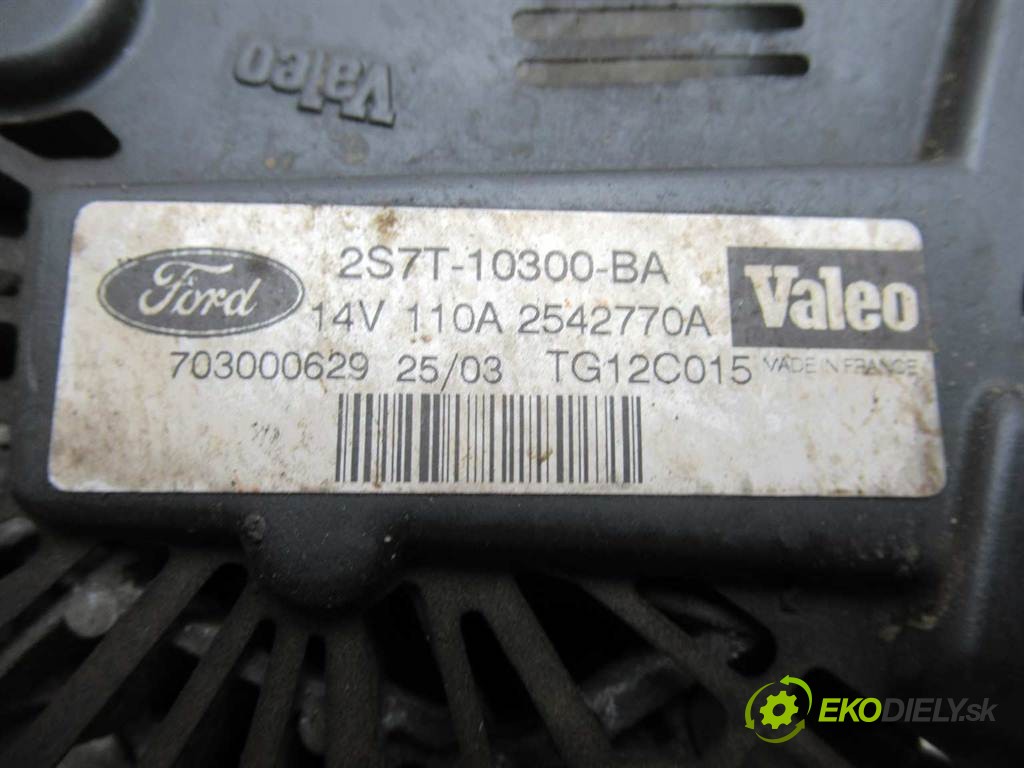 Valeo
Ford
2S7T-10300-BA
14V 110A 2542770A
Valeo
703000629 25/03 TG12C015
MADE IN FRANCE
EKODIELY.sk